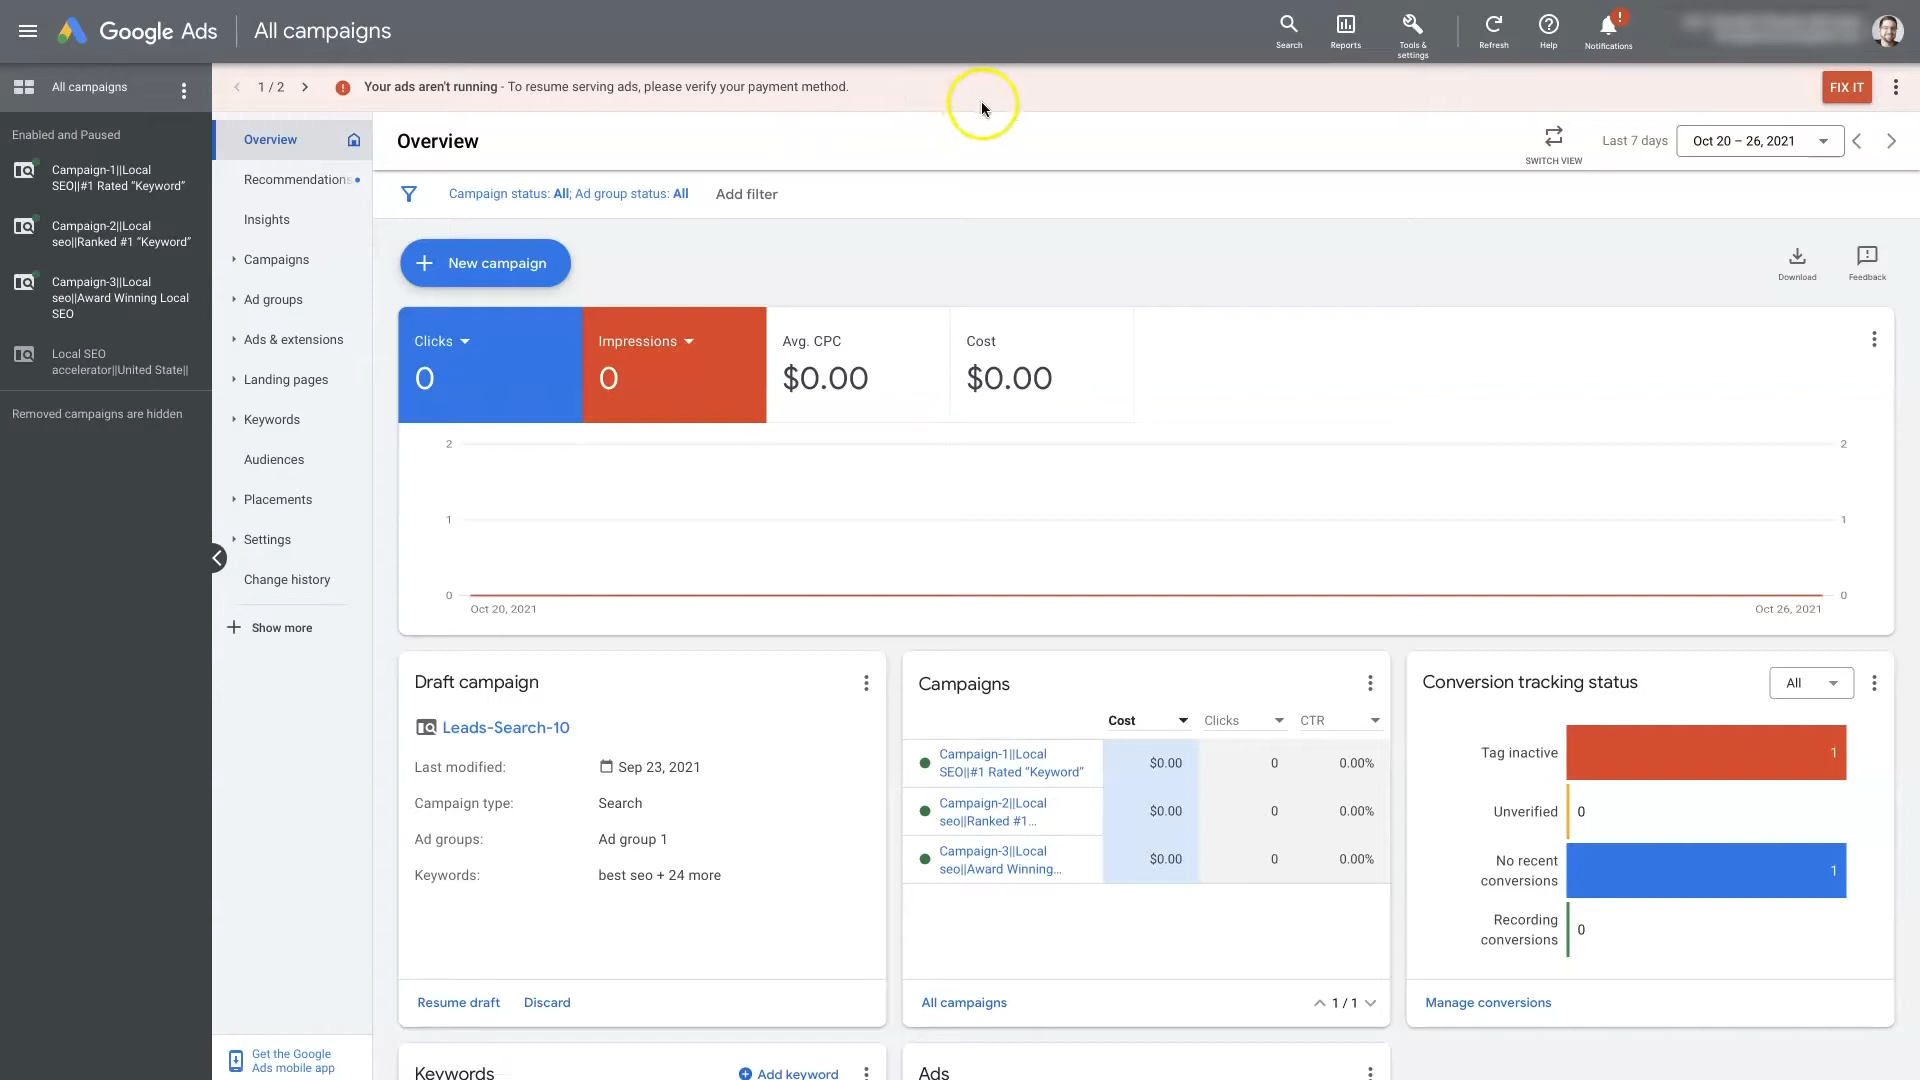 Google Ads
All campaigns
Search
Reports
Tools &
settings
Refresh
Help
!
Notifications
All campaigns
1 / 2
Your ads aren't running - To resume serving ads, please verify your payment method.
FIX IT
Enabled and Paused
Campaign-1||Local
SEO||#1 Rated “Keyword”
Campaign-2||Local
seo||Ranked #1 “Keyword”
Campaign-3||Local
seo||Award Winning Local
SEO
Local SEO
accelerator||United State||
Removed campaigns are hidden
Overview
Recommendations
Insights
Campaigns
Ad groups
Ads & extensions
Landing pages
Keywords
Audiences
Placements
Settings
Change history
Show more
Get the Google
Ads mobile app
Overview
SWITCH VIEW
Last 7 days
Oct 20 – 26, 2021
Campaign status: All; Ad group status: All
Add filter
New campaign
Download
Feedback
Clicks
0
Impressions
0
Avg. CPC
$0.00
Cost
$0.00
2
2
1
1
0
0
Oct 20, 2021
Oct 26, 2021
Draft campaign
Leads-Search-10
Last modified:
Sep 23, 2021
Campaign type:
Search
Ad groups:
Ad group 1
Keywords:
best seo + 24 more
Resume draft
Discard
Campaigns
Cost
Clicks
CTR
Campaign-1||Local
SEO||#1 Rated “Keyword”
$0.00
0
0.00%
Campaign-2||Local
seo||Ranked #1...
$0.00
0
0.00%
Campaign-3||Local
seo||Award Winning...
$0.00
0
0.00%
All campaigns
1 / 1
Conversion tracking status
All
Tag inactive
1
Unverified
0
No recent
conversions
1
Recording
conversions
0
Manage conversions
Keywords
Add keyword
Ads